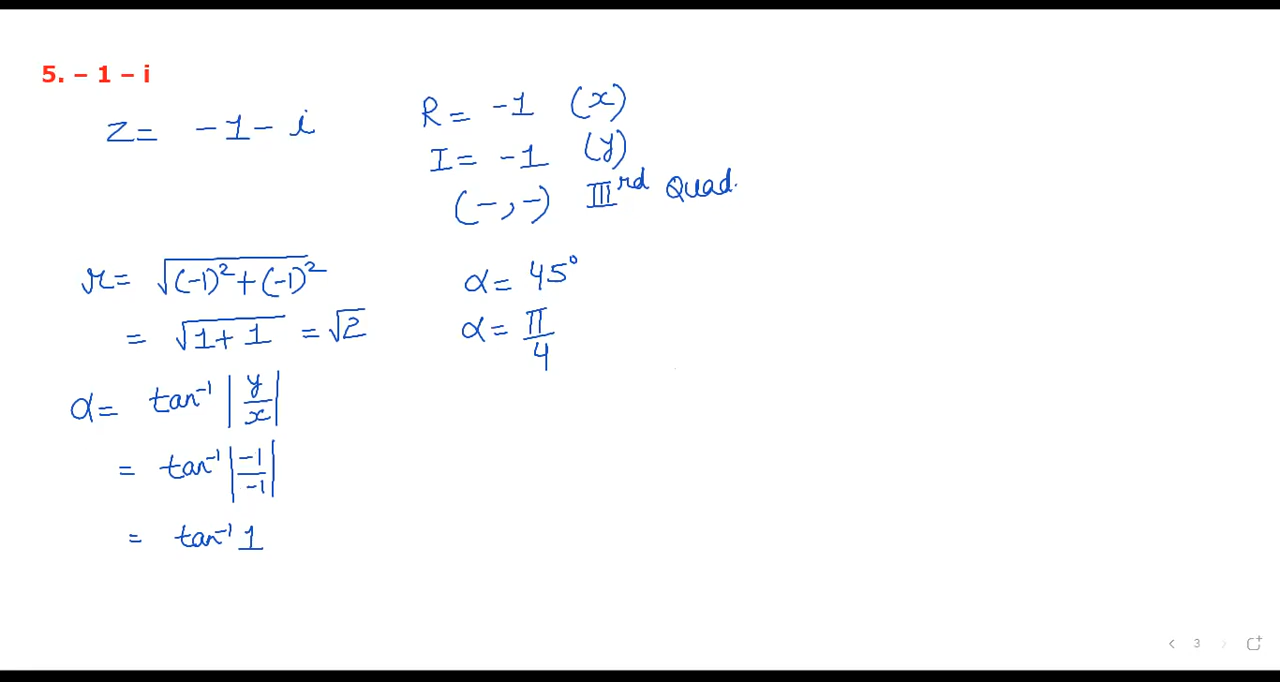 5. – 1 – i
z = -1 - i
R = -1 (x)
I = -1 (y)
(-, -) III rd Quad.
r = √(-1)² + (-1)²
= √1 + 1 = √2
α = tan⁻¹ |y/x|
= tan⁻¹ |-1/-1|
= tan⁻¹ 1
α = 45°
α = π/4
3